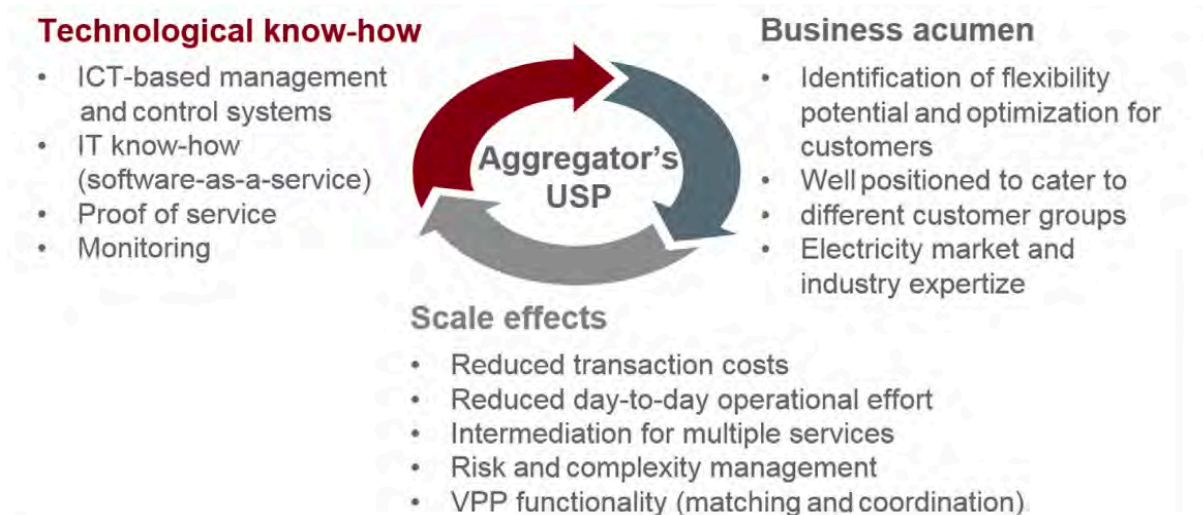 Technological know-how
• ICT-based management
and control systems
• IT know-how
(software-as-a-service)
• Proof of service
• Monitoring
Aggregator's
USP
Business acumen
• Identification of flexibility
potential and optimization for
customers
• Well positioned to cater to
• different customer groups
• Electricity market and
industry expertize
Scale effects
• Reduced transaction costs
• Reduced day-to-day operational effort
• Intermediation for multiple services
• Risk and complexity management
• VPP functionality (matching and coordination)